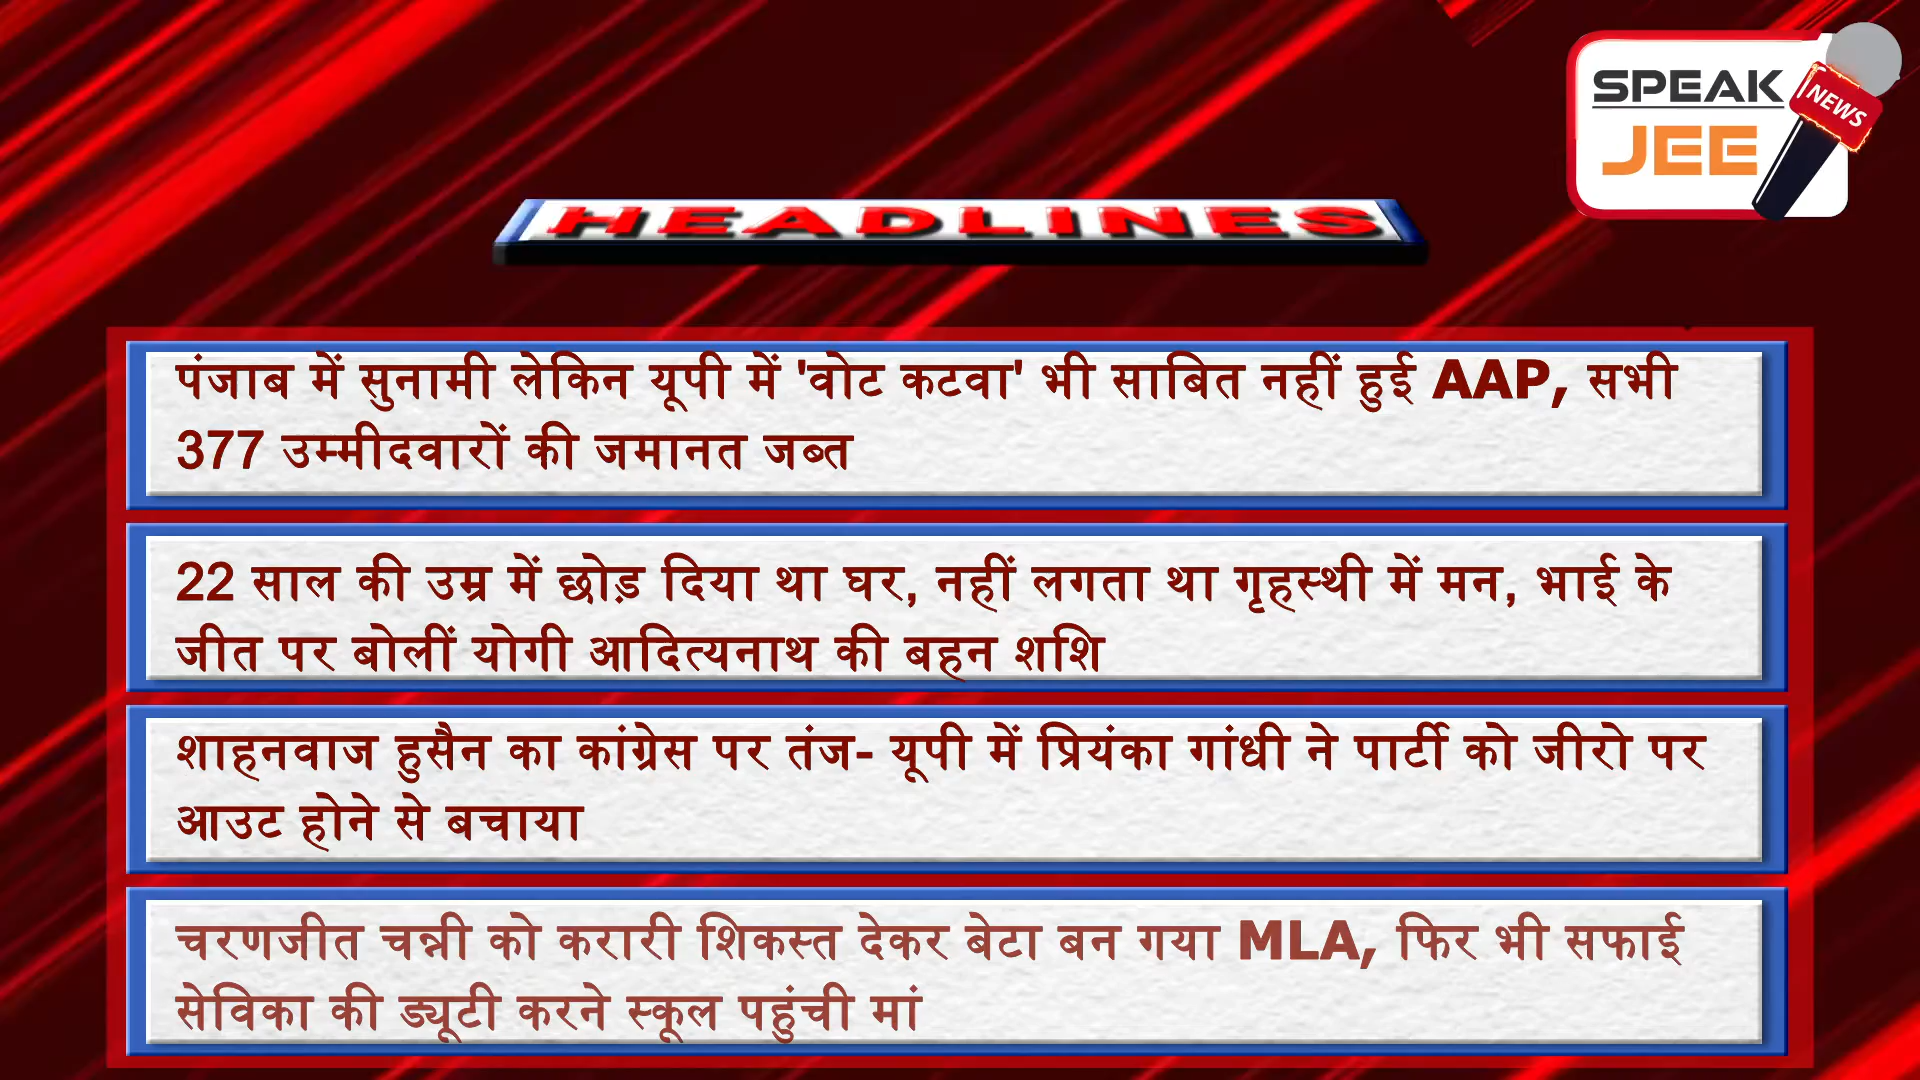 SPEAK
JEE
NEWS
HEADLINES
पंजाब में सुनामी लेकिन यूपी में 'वोट कटवा' भी साबित नहीं हुई AAP, सभी
377 उम्मीदवारों की जमानत जब्त
22 साल की उम्र में छोड़ दिया था घर, नहीं लगता था गृहस्थी में मन, भाई के
जीत पर बोलीं योगी आदित्यनाथ की बहन शशि
शाहनवाज हुसैन का कांग्रेस पर तंज- यूपी में प्रियंका गांधी ने पार्टी को जीरो पर
आउट होने से बचाया
चरणजीत चन्नी को करारी शिकस्त देकर बेटा बन गया MLA, फिर भी सफाई
सेविका की ड्यूटी करने स्कूल पहुंची मां